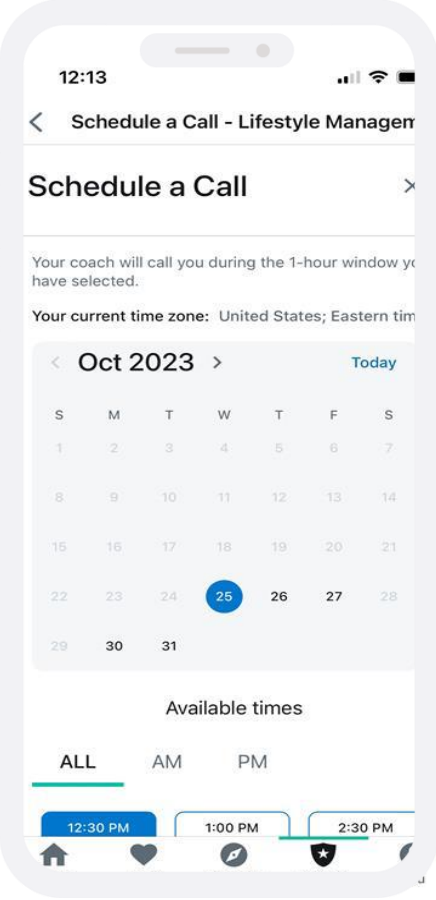 12:13
Schedule a Call - Lifestyle Managem
Schedule a Call
Your coach will call you during the 1-hour window yo
have selected.
Your current time zone: United States; Eastern tim
Oct 2023 Today
S M T W T F S
1 2 3 4 5 6 7
8 9 10 11 12 13 14
15 16 17 18 19 20 21
22 23 24 25 26 27 28
29 30 31
Available times
ALL AM PM
12:30 PM 1:00 PM 2:30 PM